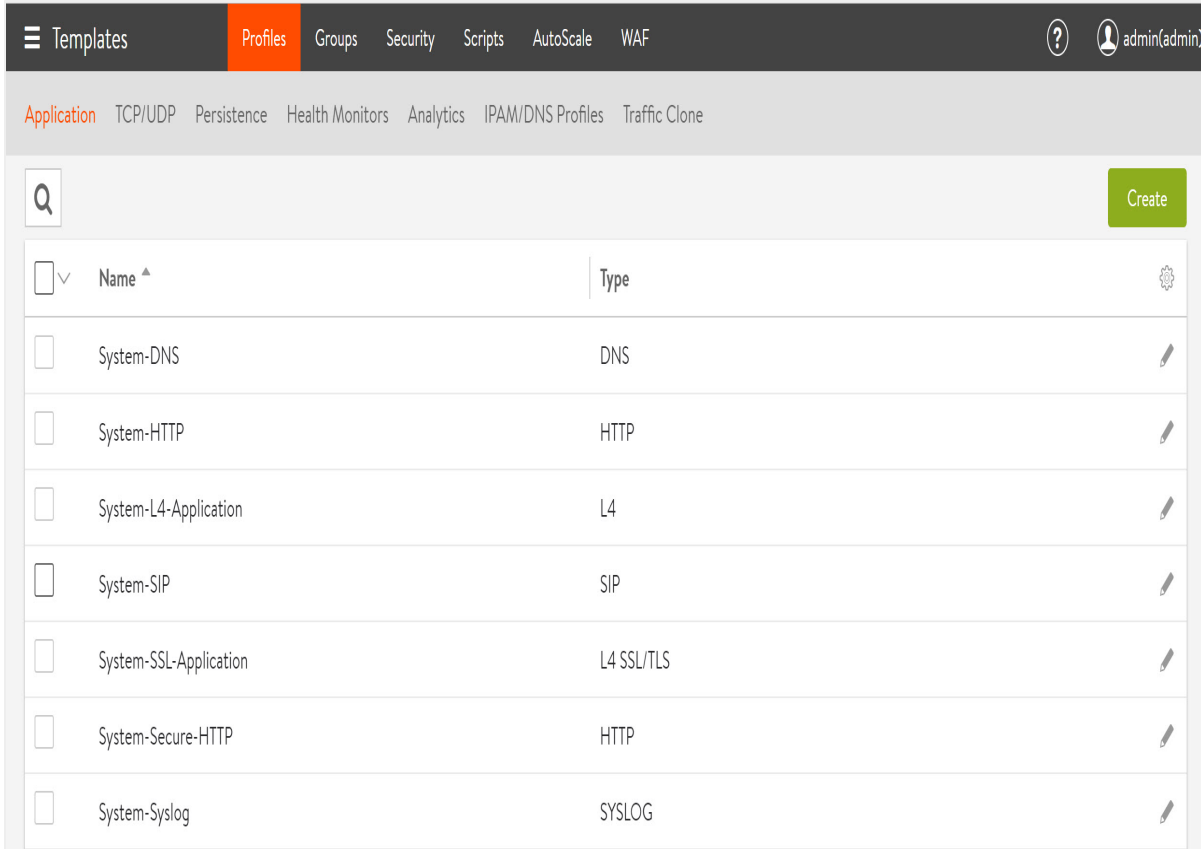 Templates Profiles Groups Security Scripts AutoScale WAF ? admin(admin)
Application TCP/UDP Persistence Health Monitors Analytics IPAM/DNS Profiles Traffic Clone
Create
Name Type
System-DNS DNS
System-HTTP HTTP
System-L4-Application L4
System-SIP SIP
System-SSL-Application L4 SSL/TLS
System-Secure-HTTP HTTP
System-Syslog SYSLOG